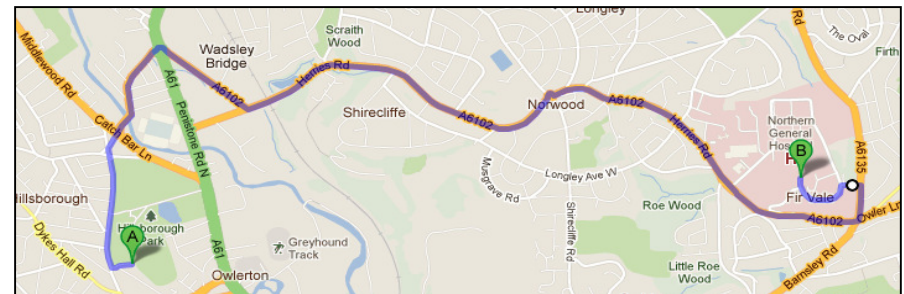 Longley
Rd
The Oval
Firth
Middlewood Rd
Scraith
Wood
Wadsley
Bridge
A61
A6102
Herries Rd
Penistone Rd N
Shirecliffe
A6102
Norwood
A6102
Herries Rd
Northern
General
A6135
B
Catch Bar Ln
Musgrave Rd
Longley Ave W
Fir Vale
Hillsborough
Park
A
Roe Wood
A6102
Owler Ln
Dykes Hall Rd
A61
Greyhound
Track
Shirecliffe Rd
Owlerton
Little Roe
Wood
Barnsley Rd